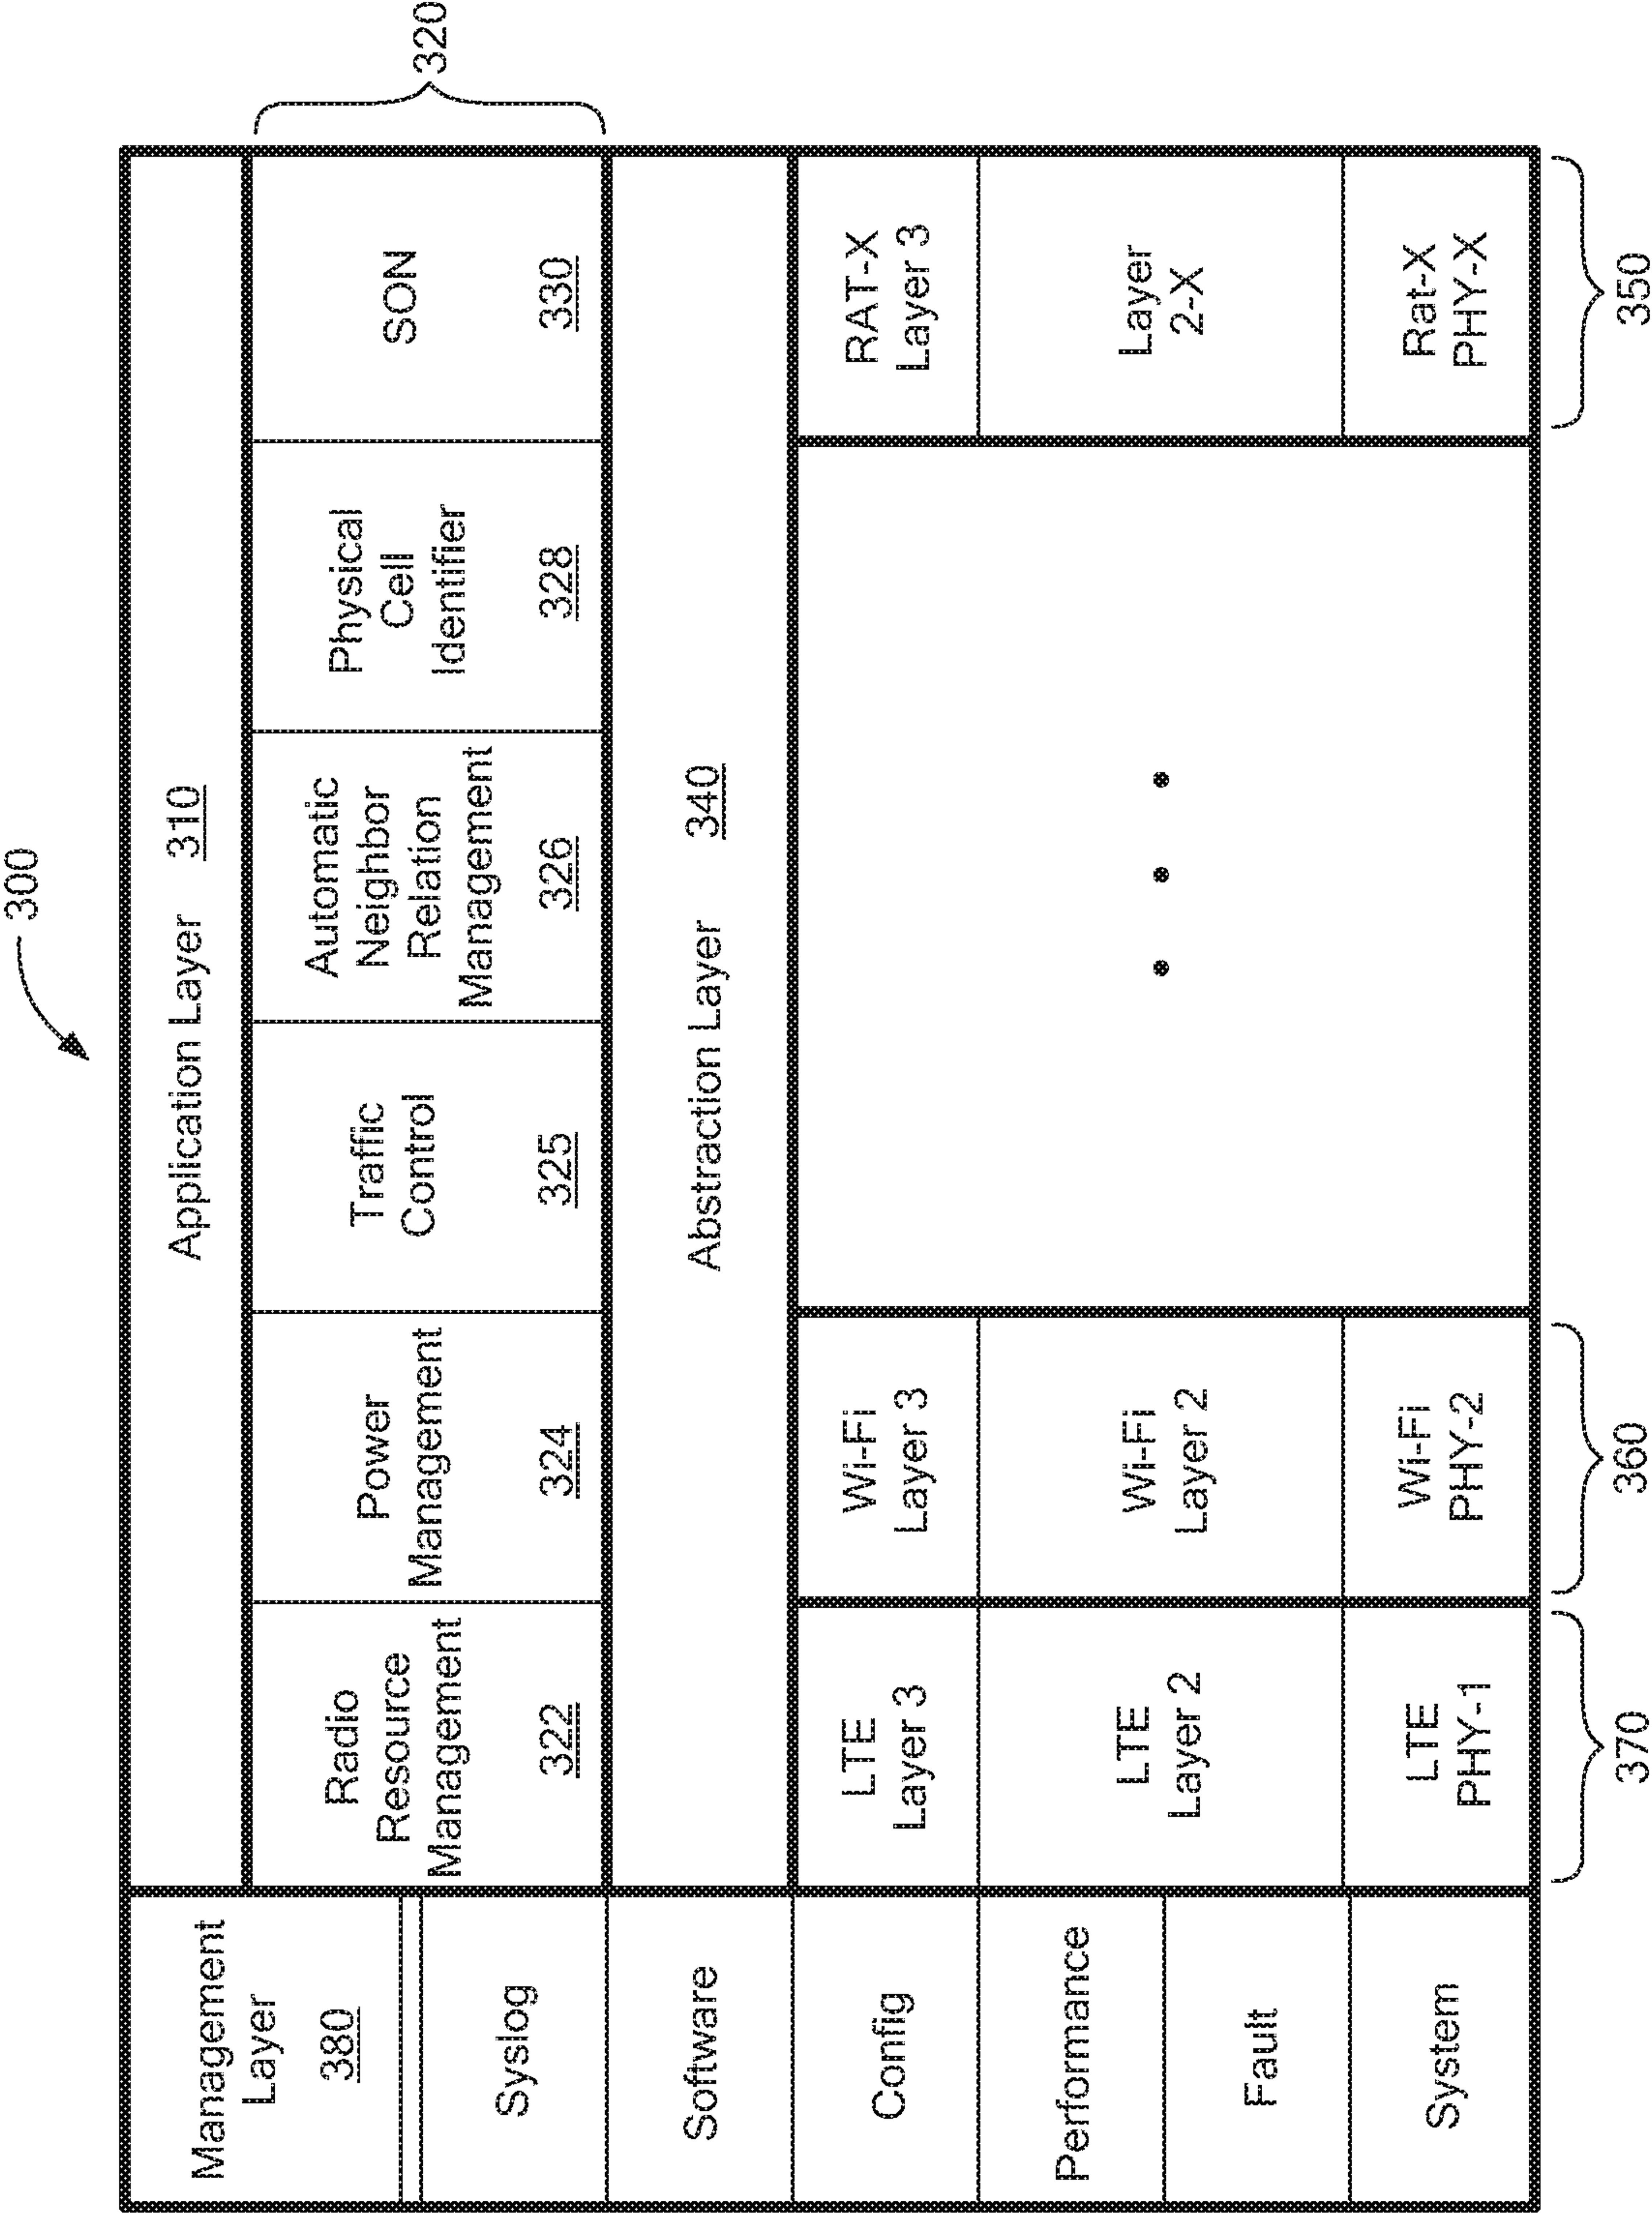 300
Management
Layer
380
Syslog
Software
Config
Performance
Fault
System
Application Layer 310
Radio
Resource
Management
322
Power
Management
324
Traffic
Control
325
Automatic
Neighbor
Relation
Management
326
Physical
Cell
Identifier
328
SON
330
320
Abstraction Layer 340
LTE
Layer 3
LTE
Layer 2
LTE
PHY-1
370
Wi-Fi
Layer 3
Wi-Fi
Layer 2
Wi-Fi
PHY-2
360
RAT-X
Layer 3
Layer
2-X
Rat-X
PHY-X
350